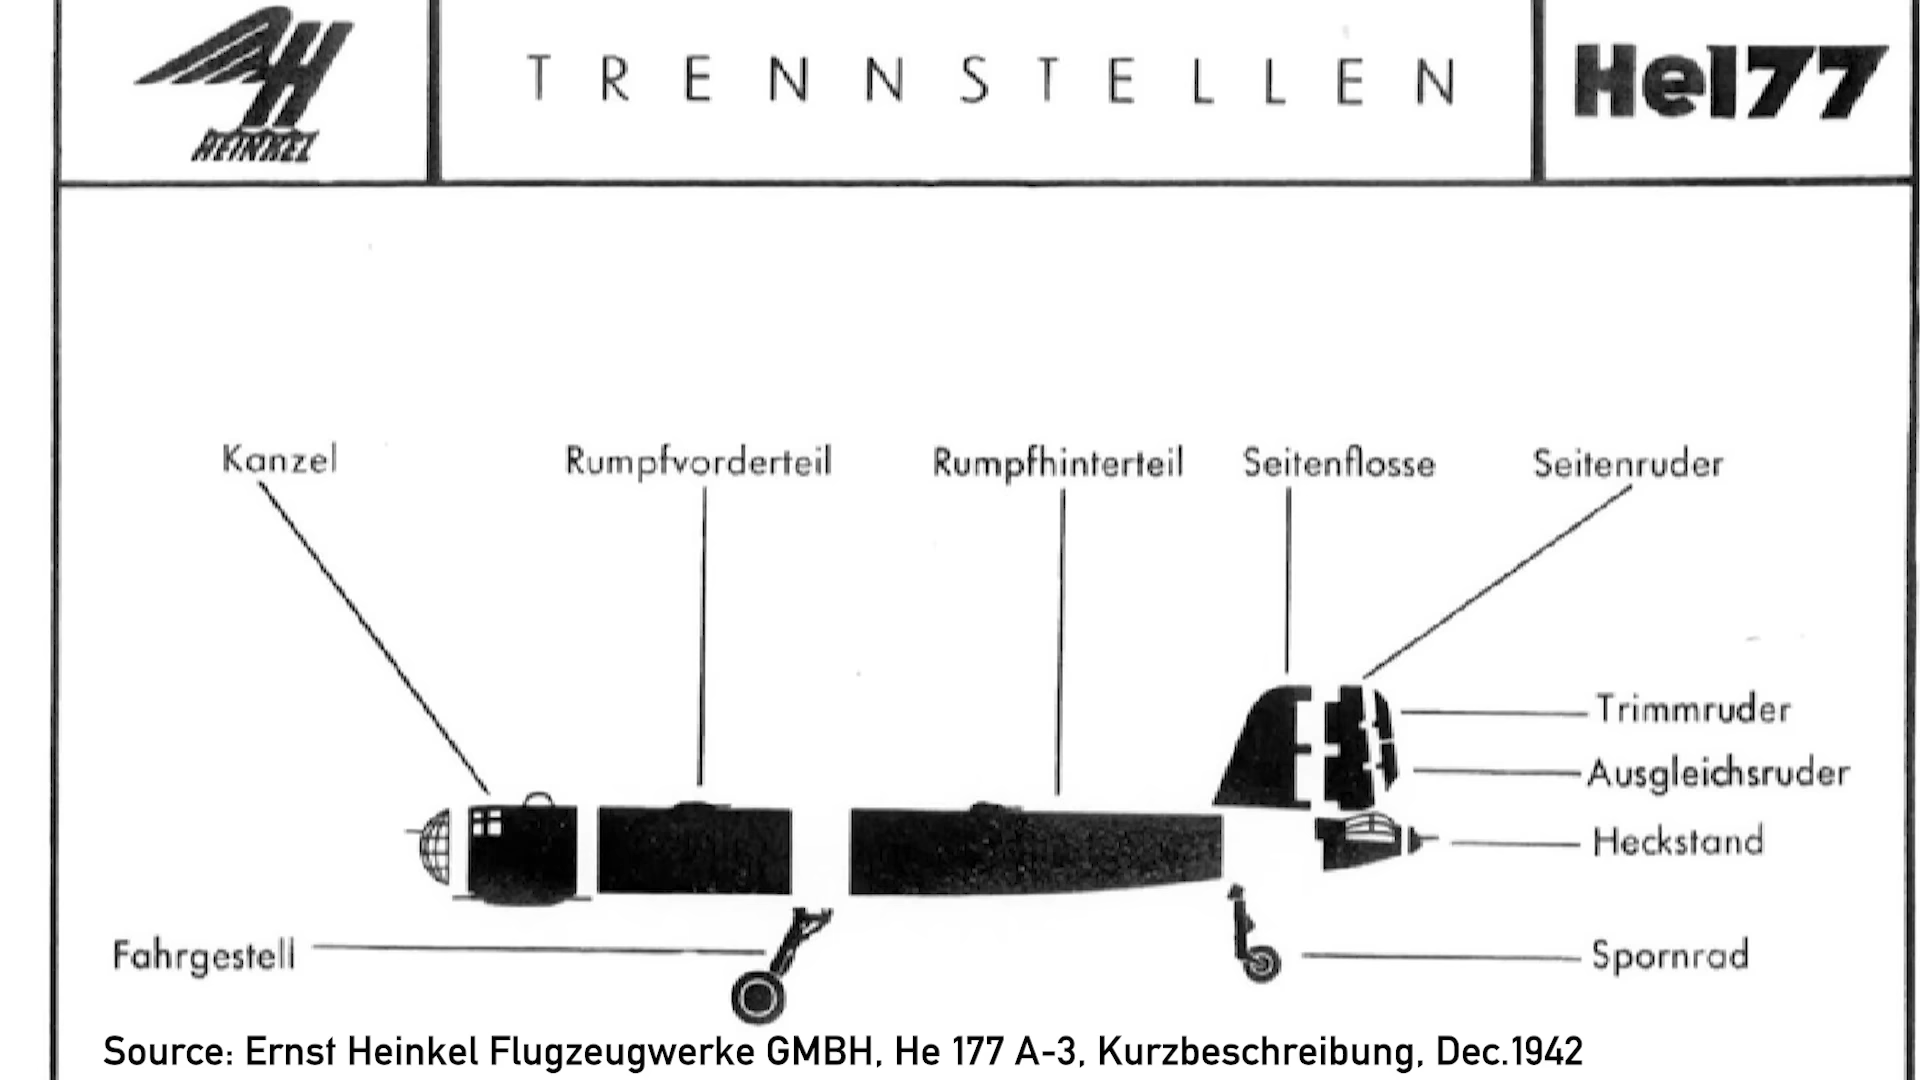 HEINKEL
TRENNSTELLEN
He177
Kanzel
Rumpfvorderteil
Rumpfhinterteil
Seitenflosse
Seitenruder
Trimmruder
Ausgleichsruder
Heckstand
Fahrgestell
Spornrad
Source: Ernst Heinkel Flugzeugwerke GMBH, He 177 A-3, Kurzbeschreibung, Dec.1942